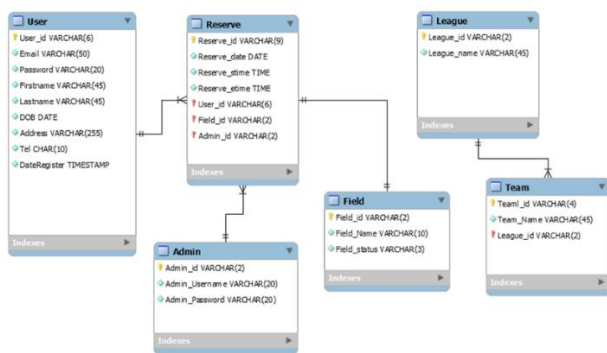 User
User_id VARCHAR(6)
Email VARCHAR(50)
Password VARCHAR(20)
Firstname VARCHAR(45)
Lastname VARCHAR(45)
DOB DATE
Address VARCHAR(255)
Tel CHAR(10)
DateRegister TIMESTAMP
Indexes
Reserve
Reserve_id VARCHAR(9)
Reserve_date DATE
Reserve_stime TIME
Reserve_etime TIME
User_id VARCHAR(6)
Field_id VARCHAR(2)
Admin_id VARCHAR(2)
Indexes
League
League_id VARCHAR(2)
League_name VARCHAR(45)
Indexes
Admin
Admin_id VARCHAR(2)
Admin_Username VARCHAR(20)
Admin_Password VARCHAR(20)
Indexes
Field
Field_id VARCHAR(2)
Field_Name VARCHAR(10)
Field_status VARCHAR(3)
Indexes
Team
Teaml_id VARCHAR(4)
Team_Name VARCHAR(45)
League_id VARCHAR(2)
Indexes